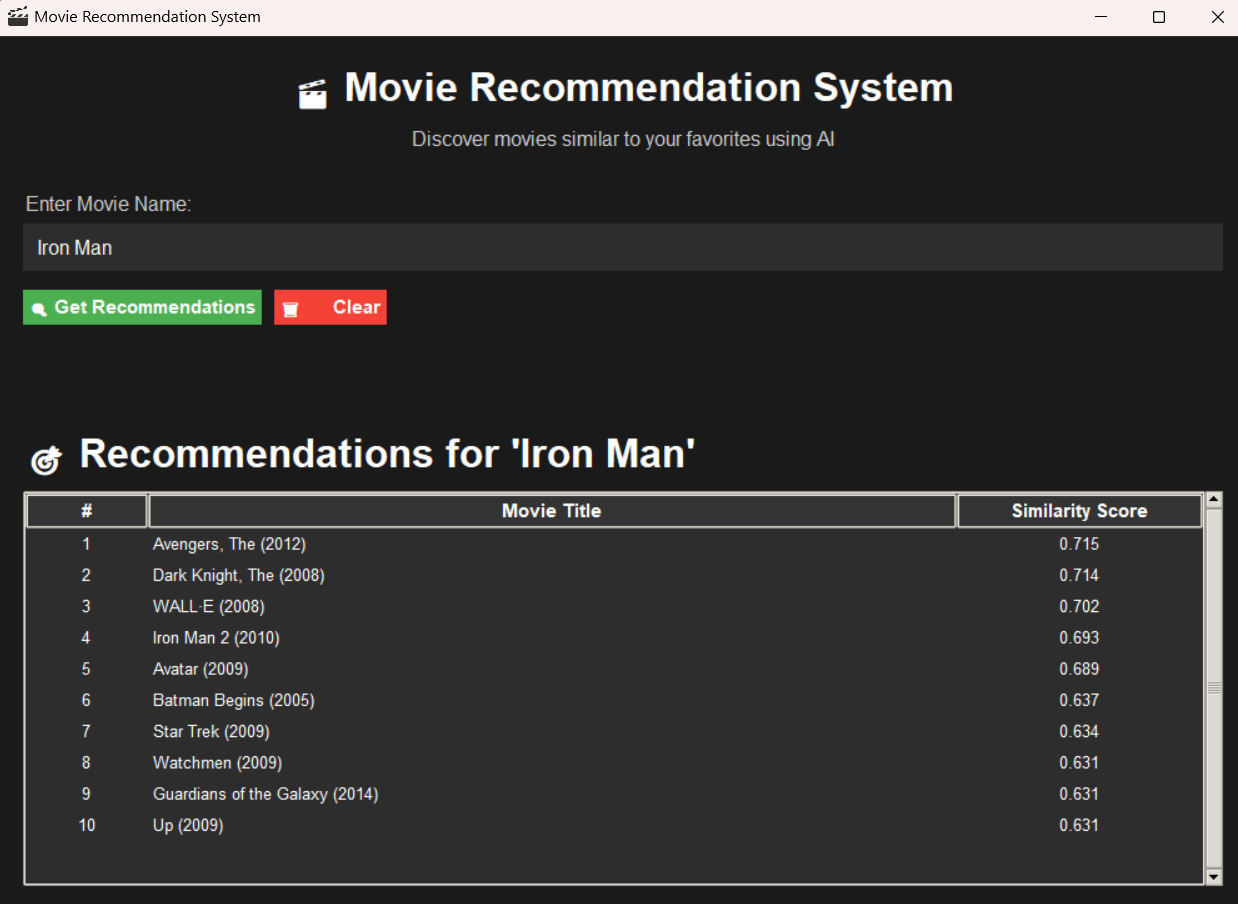 Movie Recommendation System
Movie Recommendation System
Discover movies similar to your favorites using AI
Enter Movie Name:
Iron Man
Get Recommendations Clear
Recommendations for 'Iron Man'
# Movie Title Similarity Score
1 Avengers, The (2012) 0.715
2 Dark Knight, The (2008) 0.714
3 WALL·E (2008) 0.702
4 Iron Man 2 (2010) 0.693
5 Avatar (2009) 0.689
6 Batman Begins (2005) 0.637
7 Star Trek (2009) 0.634
8 Watchmen (2009) 0.631
9 Guardians of the Galaxy (2014) 0.631
10 Up (2009) 0.631